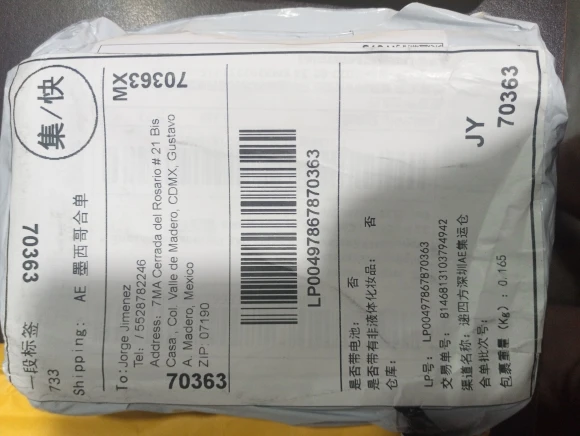 一段标签
70363
集/快
733
Shipping: AE 墨西哥合单
To:Jorge Jimenez
MX
Tel: / 5528782246
70363
Address: 7MA Cerrada del Rosario # 21 Bis
Casa , Col. Valle de Madero, CDMX, Gustavo
A. Madero, Mexico
ZIP: 07190
70363
LP00497867870363
是否带电池: 否
是否带有非液体化妆品: 否
仓库:
LP号: LP00497867870363
交易单号: 8146813103794942
JY
渠道名称: 递四方深圳AE集运仓
合单批次号:
70363
包裹重量(Kg): 0.165